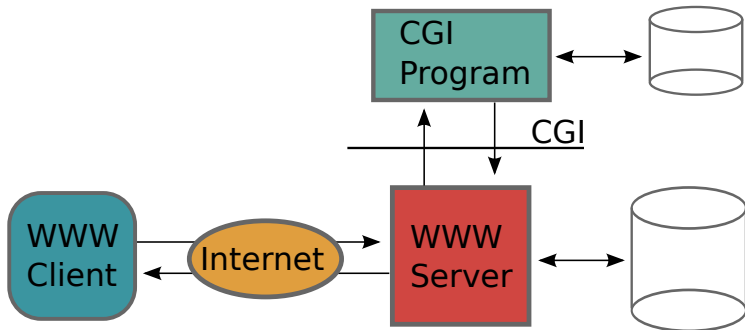 CGI
Program
CGI
WWW
Client
Internet
WWW
Server